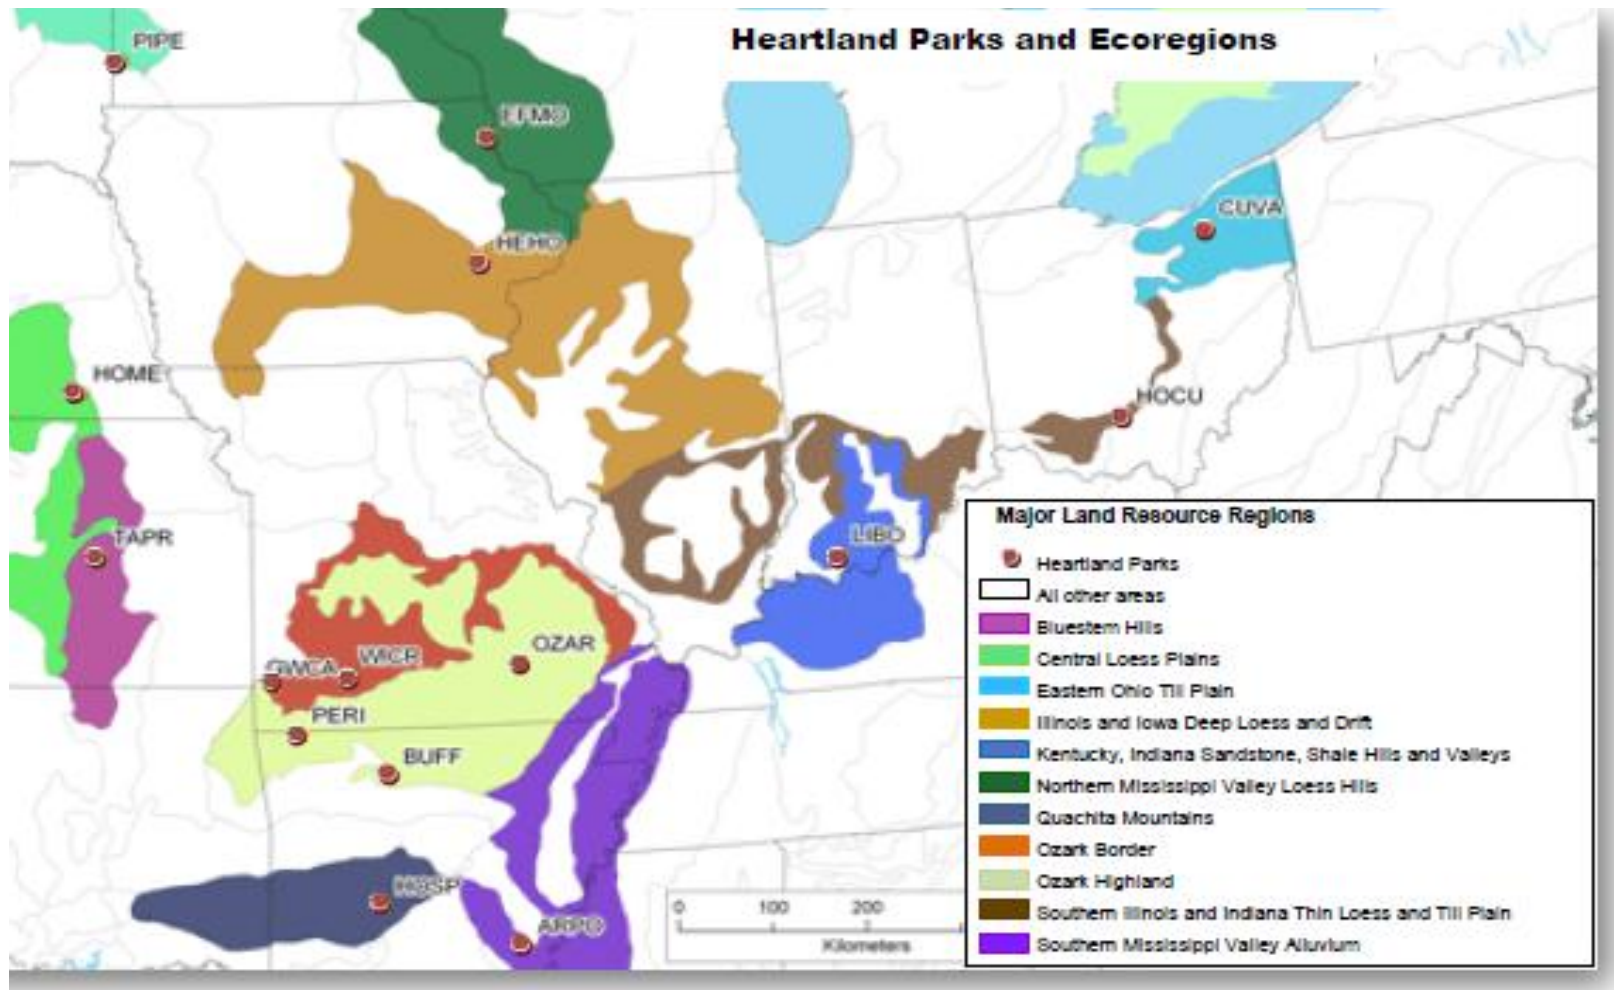 Heartland Parks and Ecoregions
PIPE
EFMO
CUVA
HEHO
HOME
HOCU
TAPR
LIBO
OZAR
GWCA
WICR
PERI
BUFF
HOSP
ARPO
Major Land Resource Regions
Heartland Parks
All other areas
Bluestem Hills
Central Loess Plains
Eastern Ohio Till Plain
Illinois and Iowa Deep Loess and Drift
Kentucky, Indiana Sandstone, Shale Hills and Valleys
Northern Mississippi Valley Loess Hills
Quachita Mountains
Ozark Border
Ozark Highland
Southern Illinois and Indiana Thin Loess and Till Plain
Southern Mississippi Valley Alluvium
0 100 200
Kilometers